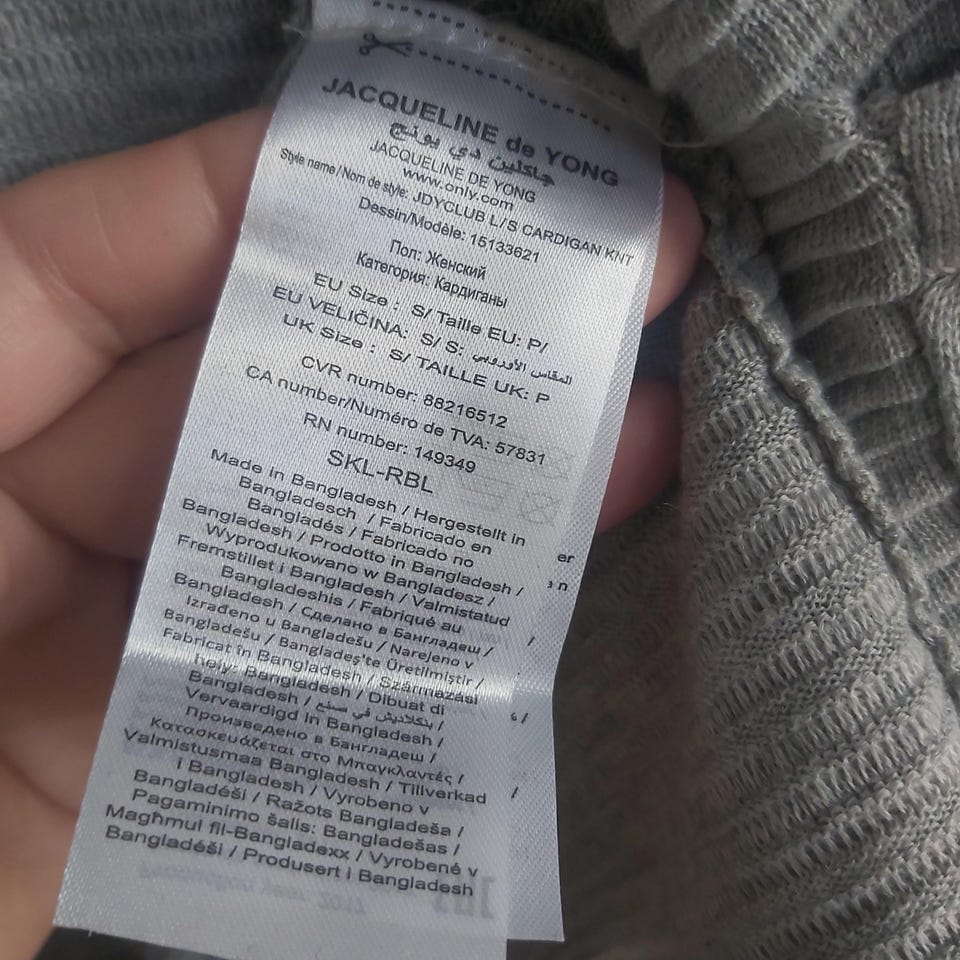 JACQUELINE de YONG
جاكلين دي يونج
JACQUELINE DE YONG
www.only.com
Style name/Nom de style: JDYCLUB L/S CARDIGAN KNT
Dessin/Modèle: 15133621
Пол: Женский
Категория: Кардиганы
EU Size : S/ Taille EU: P/
EU VELIČINA: S/ S: المقاس الأوروبي
UK Size : S/ TAILLE UK: P
CVR number: 88216512
CA number/Numéro de TVA: 57831
RN number: 149349
SKL-RBL
Made in Bangladesh / Hergestellt in
Bangladesch / Fabricado en
Bangladés / Fabricado no
Bangladesh / Prodotto in Bangladesh /
Wyprodukowano w Bangladesz /
Fremstillet i Bangladesh / Valmistatud
Bangladeshis / Fabriqué au
Bangladesh / Сделано в Бангладеш /
Izrađeno u Bangladešu / Narejeno v
Bangladešu / Bangladeş'te Üretilmiştir /
Fabricat în Bangladesh / Származási
hely: Bangladesh / Dibuat di
Bangladesh / بنكلاديش في صنع /
Vervaardigd in Bangladesh /
Произведено в Бангладеш /
Κατασκευάζεται στο Μπαγκλαντές /
Valmistusmaa Bangladesh / Tillverkad
i Bangladesh / Vyrobeno v
Bangladéši / Ražots Bangladeša /
Pagaminimo šalis: Bangladešas /
Magħmul fil-Bangladexx / Vyrobené v
Bangladéši / Produsert i Bangladesh